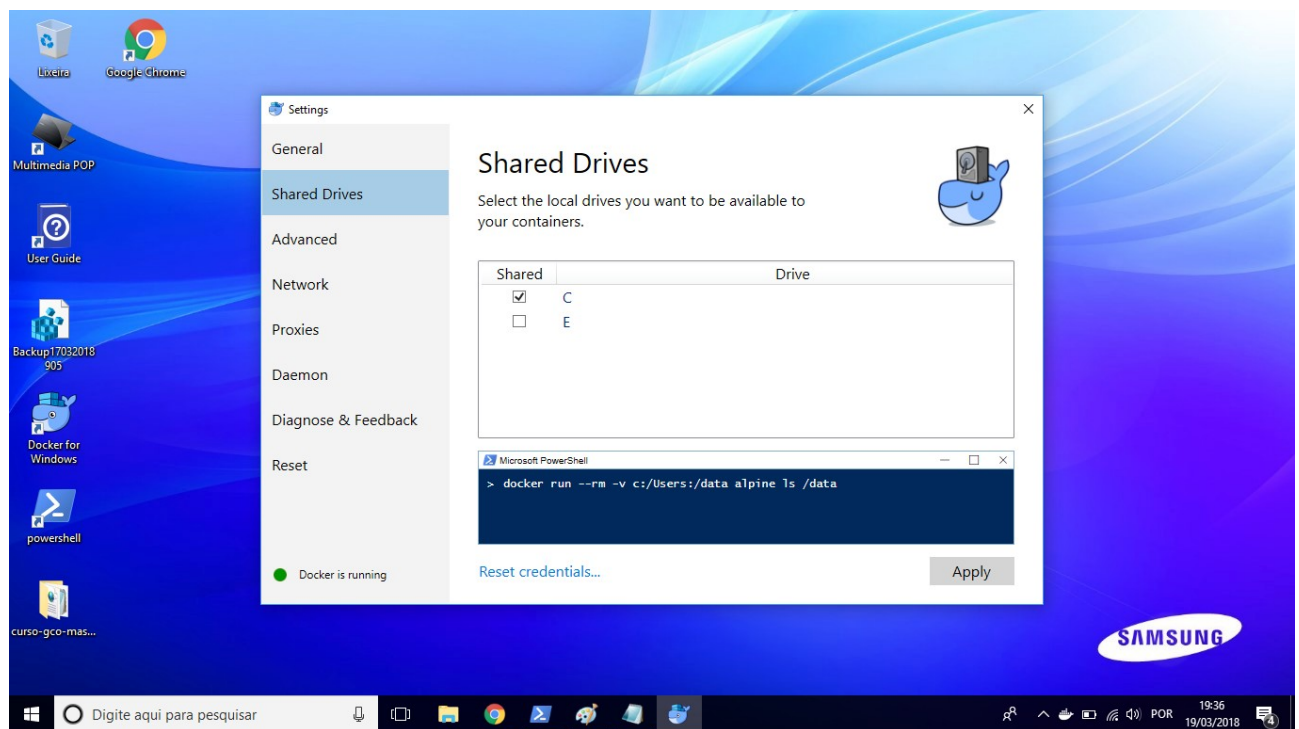 Lixeira
Google Chrome
Multimedia POP
User Guide
Backup17032018
905
Docker for
Windows
powershell
curso-gco-mas...
Settings
General
Shared Drives
Advanced
Network
Proxies
Daemon
Diagnose & Feedback
Reset
Docker is running
Shared Drives
Select the local drives you want to be available to
your containers.
Shared Drive
C
E
Microsoft PowerShell
> docker run --rm -v c:/Users:/data alpine ls /data
Reset credentials...
Apply
SAMSUNG
Digite aqui para pesquisar
POR
19:36
19/03/2018
4